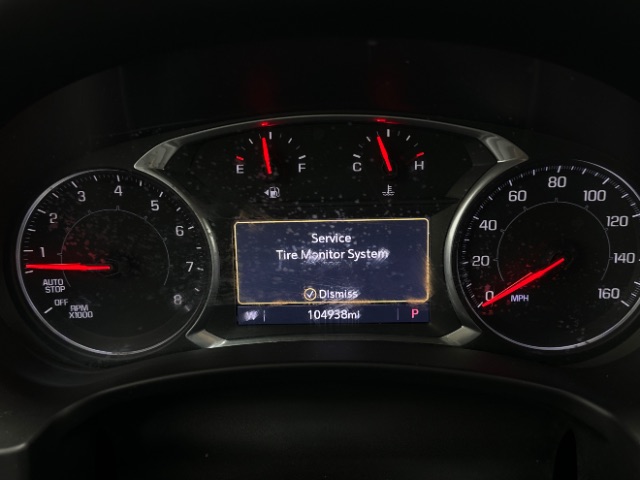 E F C H
1 2 3 4 5 6 7 8
AUTO
STOP
OFF
RPM
X1000
Service
Tire Monitor System
Dismiss
W 104938mi P
0 20 40 60 80 100 120 140 160
MPH